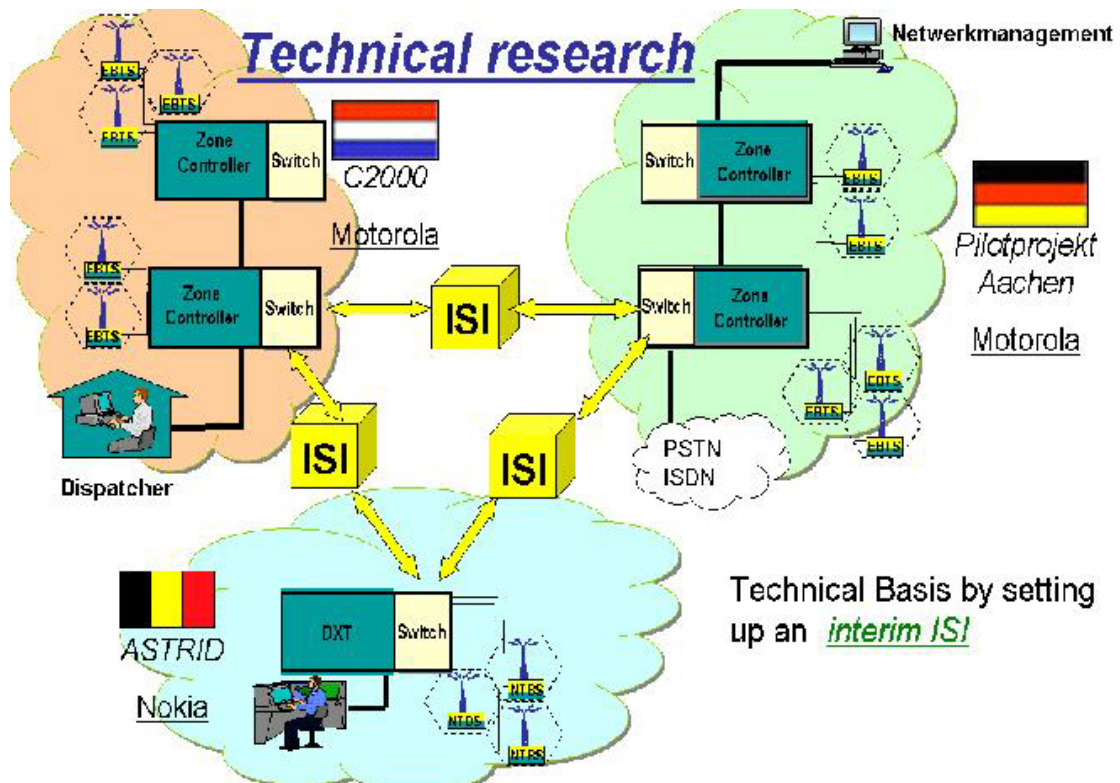 Technical research
Netwerkmanagement
EBTS
EBTS
EBTS
Zone
Controller
Switch
C2000
Motorola
Switch
Zone
Controller
EBTS
EBTS
Pilotprojekt
Aachen
Motorola
EBTS
EBTS
Zone
Controller
Switch
ISI
Switch
Zone
Controller
EBTS
EBTS
EBTS
Dispatcher
ISI
ISI
PSTN
ISDN
ASTRID
Nokia
DXT
Switch
NTBS
NTBS
NTBS
Technical Basis by setting
up an interim ISI